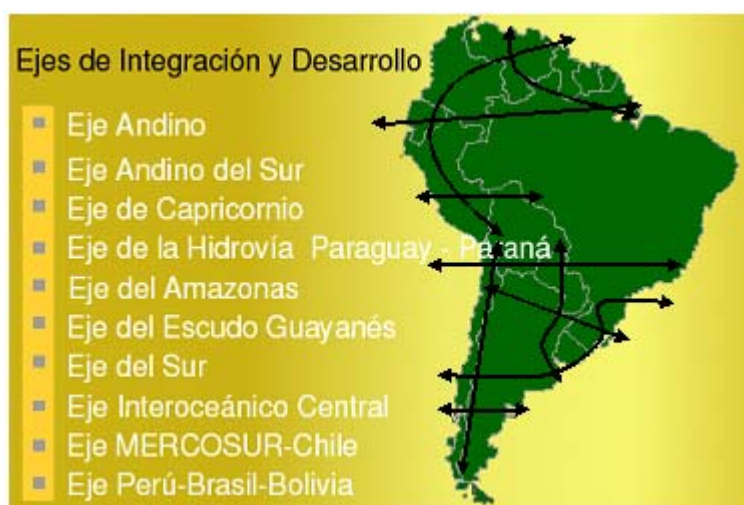 Ejes de Integración y Desarrollo
Eje Andino
Eje Andino del Sur
Eje de Capricornio
Eje de la Hidrovía Paraguay - Paraná
Eje del Amazonas
Eje del Escudo Guayanés
Eje del Sur
Eje Interoceánico Central
Eje MERCOSUR-Chile
Eje Perú-Brasil-Bolivia